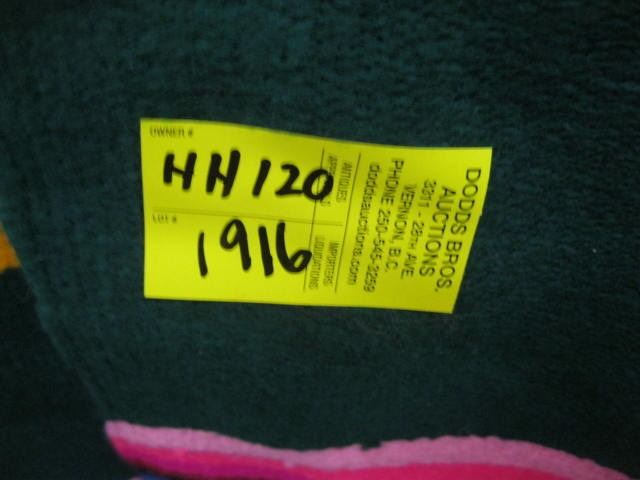 OWNER #
HH120
LOT #
1916
ANTIQUES
IMPORTERS
LIQUIDATIONS
DODDS BROS.
AUCTIONS
3311 - 28TH AVE.
VERNON, B.C.
PHONE 250-545-3259
doddsauctions.com